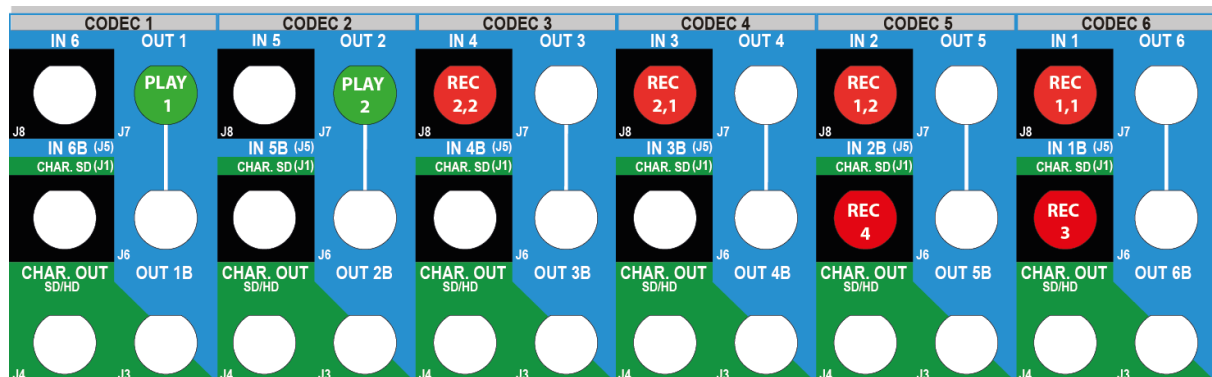 CODEC 1 CODEC 2 CODEC 3 CODEC 4 CODEC 5 CODEC 6
IN 6 OUT 1 IN 5 OUT 2 IN 4 OUT 3 IN 3 OUT 4 IN 2 OUT 5 IN 1 OUT 6
PLAY PLAY REC REC REC REC
1 2 2,2 2,1 1,2 1,1
J8 J7 J8 J7 J8 J7 J8 J7 J8 J7 J8 J7
IN 6B (J5) IN 5B (J5) IN 4B (J5) IN 3B (J5) IN 2B (J5) IN 1B (J5)
CHAR. SD (J1) CHAR. SD (J1) CHAR. SD (J1) CHAR. SD (J1) CHAR. SD (J1) CHAR. SD (J1)
REC REC
4 3
J6 J6 J6 J6 J6 J6
CHAR. OUT OUT 1B CHAR. OUT OUT 2B CHAR. OUT OUT 3B CHAR. OUT OUT 4B CHAR. OUT OUT 5B CHAR. OUT OUT 6B
SD/HD SD/HD SD/HD SD/HD SD/HD SD/HD
J4 J3 J4 J3 J4 J3 J4 J3 J4 J3 J4 J3